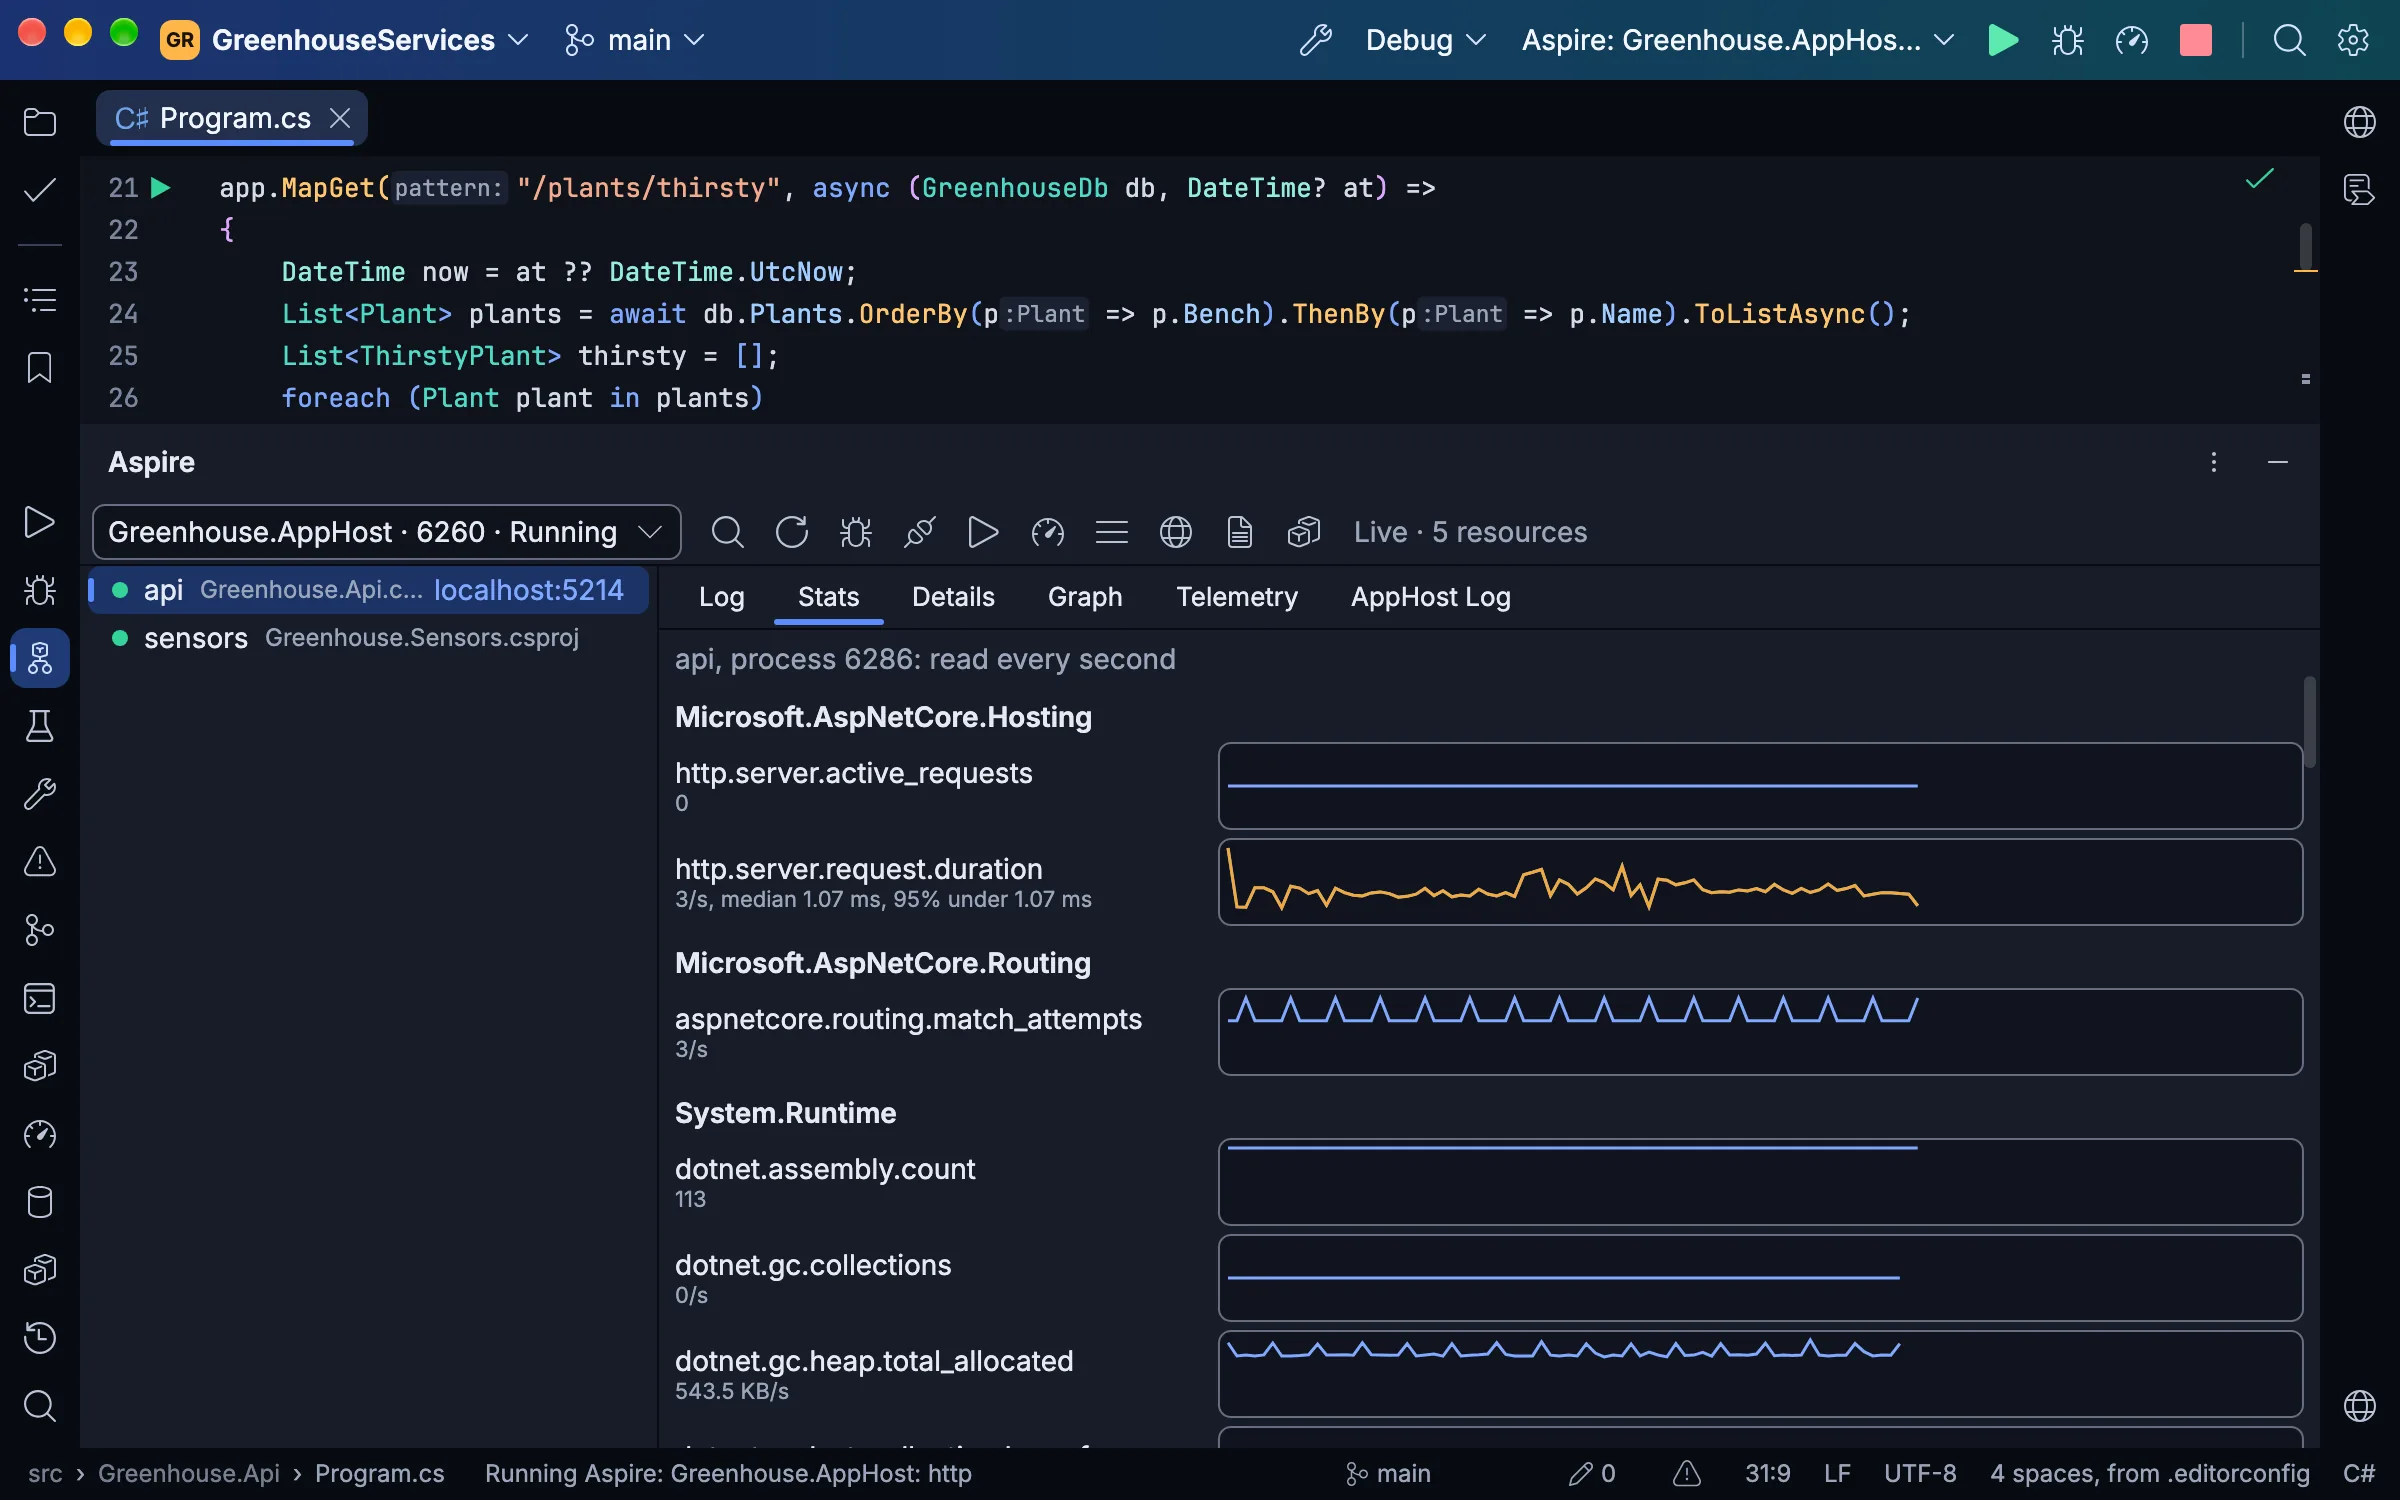 GR GreenhouseServices main Debug Aspire: Greenhouse.AppHos...
C# Program.cs
21 app.MapGet(pattern: "/plants/thirsty", async (GreenhouseDb db, DateTime? at) =>
22 {
23 DateTime now = at ?? DateTime.UtcNow;
24 List<Plant> plants = await db.Plants.OrderBy(p:Plant => p.Bench).ThenBy(p:Plant => p.Name).ToListAsync();
25 List<ThirstyPlant> thirsty = [];
26 foreach (Plant plant in plants)
Aspire
Greenhouse.AppHost · 6260 · Running Live · 5 resources
api Greenhouse.Api.c... localhost:5214
sensors Greenhouse.Sensors.csproj
Log Stats Details Graph Telemetry AppHost Log
api, process 6286: read every second
Microsoft.AspNetCore.Hosting
http.server.active_requests
0
http.server.request.duration
3/s, median 1.07 ms, 95% under 1.07 ms
Microsoft.AspNetCore.Routing
aspnetcore.routing.match_attempts
3/s
System.Runtime
dotnet.assembly.count
113
dotnet.gc.collections
0/s
dotnet.gc.heap.total_allocated
543.5 KB/s
src › Greenhouse.Api › Program.cs Running Aspire: Greenhouse.AppHost: http main 0 31:9 LF UTF-8 4 spaces, from .editorconfig C#